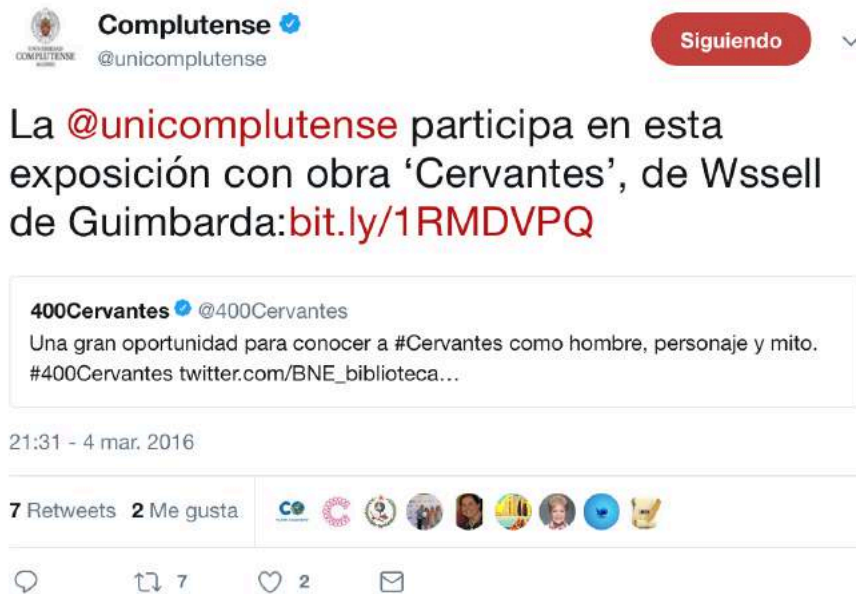 Complutense
@unicomplutense
Siguiendo
La @unicomplutense participa en esta
exposición con obra ‘Cervantes’, de Wssell
de Guimbarda:bit.ly/1RMDVPQ
400Cervantes @400Cervantes
Una gran oportunidad para conocer a #Cervantes como hombre, personaje y mito.
#400Cervantes twitter.com/BNE_biblioteca...
21:31 - 4 mar. 2016
7 Retweets 2 Me gusta
7 2